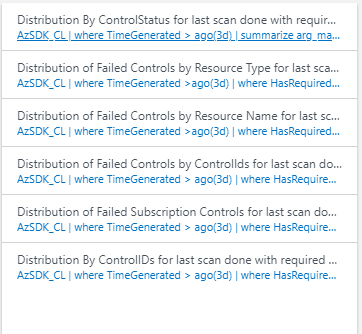 Distribution By ControlStatus for last scan done with requir...
AzSDK_CL | where TimeGenerated > ago(3d) | summarize arg_ma...
Distribution of Failed Controls by Resource Type for last sca...
AzSDK_CL | where TimeGenerated >ago(3d) | where HasRequired...
Distribution of Failed Controls by Resource Name for last sc...
AzSDK_CL | where TimeGenerated >ago(3d) | where HasRequired...
Distribution of Failed Controls by ControlIds for last scan do...
AzSDK_CL | where TimeGenerated > ago(3d) | where HasRequire...
Distribution of Failed Subscription Controls for last scan do...
AzSDK_CL | where TimeGenerated > ago(3d) | where HasRequire...
Distribution By ControlIDs for last scan done with required ...
AzSDK_CL | where TimeGenerated > ago(3d) | where HasRequire...